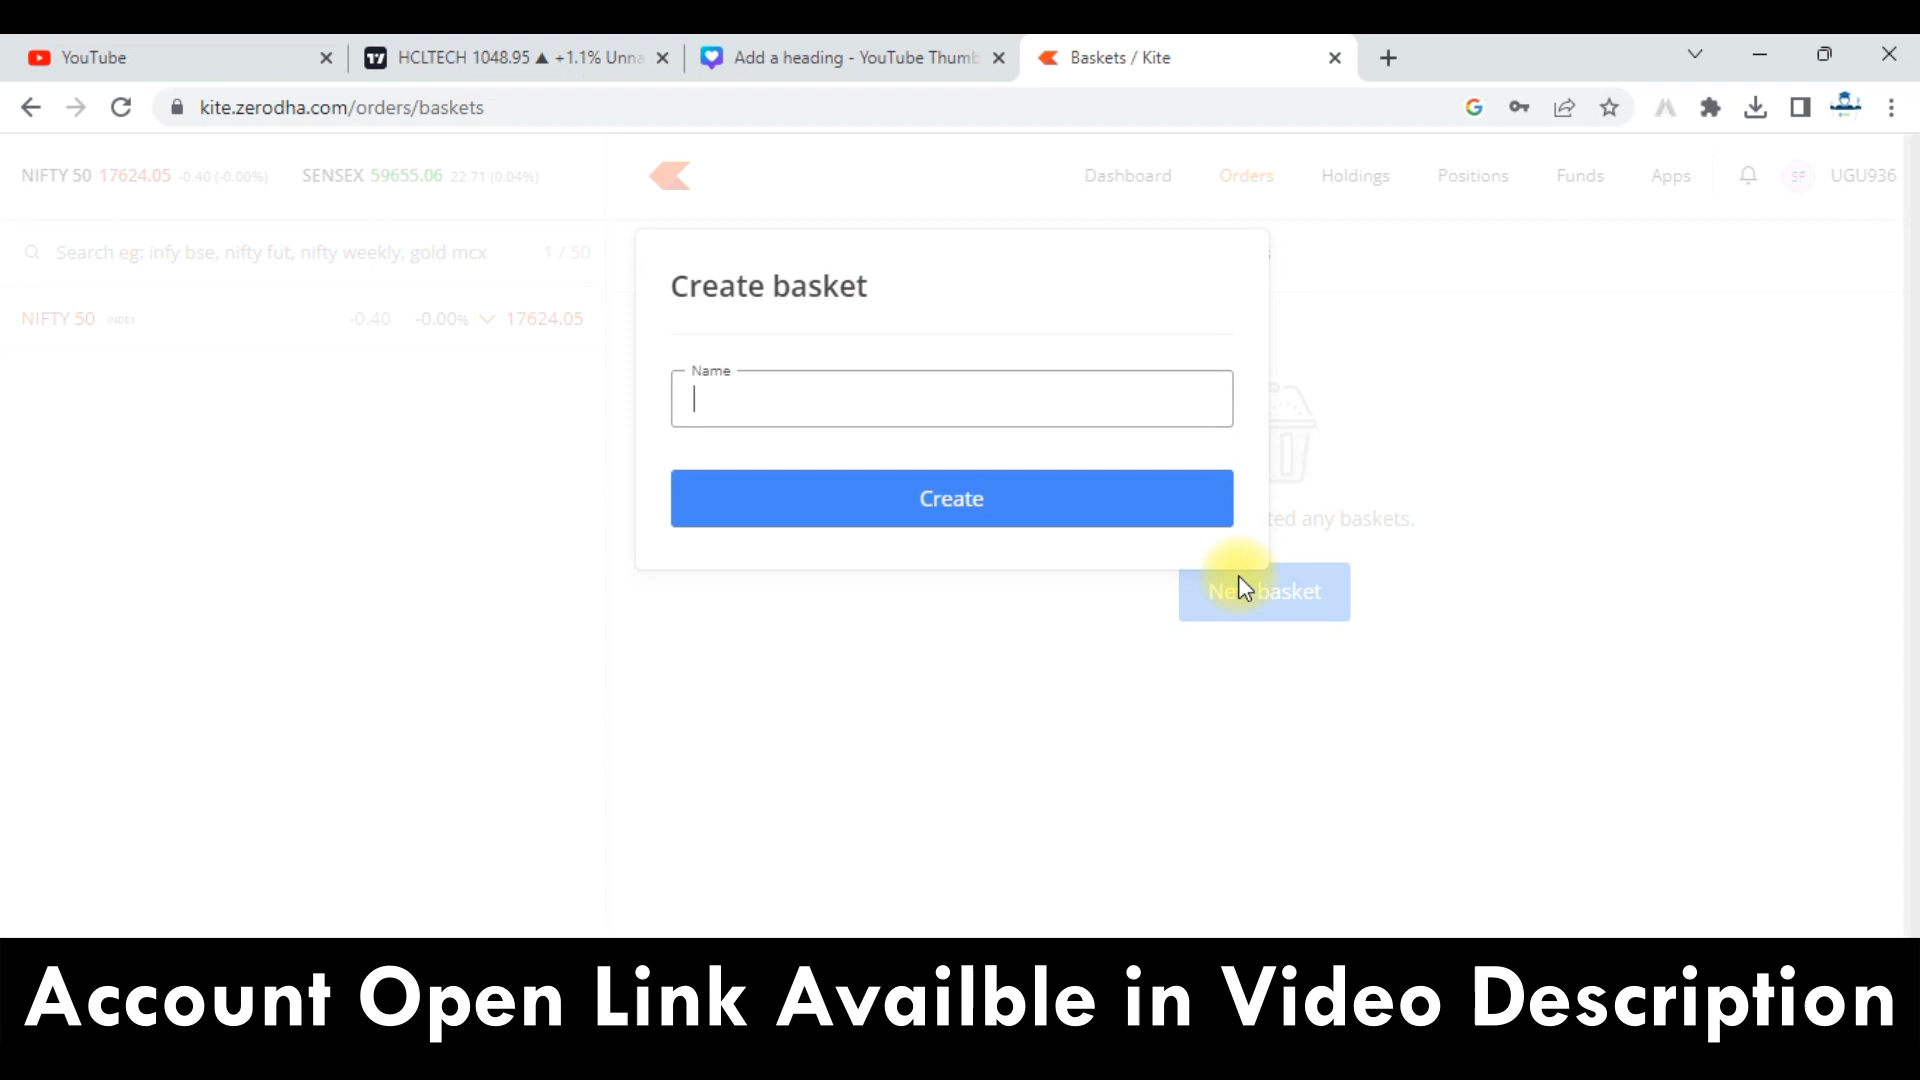 YouTube
HCLTECH 1048.95 ▲ +1.1% Unna
Add a heading - YouTube Thumb
Baskets / Kite
kite.zerodha.com/orders/baskets
NIFTY 50 17624.05 -0.40 (-0.00%) SENSEX 59655.06 22.71 (0.04%)
Dashboard Orders Holdings Positions Funds Apps SP UGU936
Search eg: infy bse, nifty fut, nifty weekly, gold mcx 1 / 50
NIFTY 50 INDEX -0.40 -0.00% 17624.05
Create basket
Name
Create
ted any baskets.
basket
Account Open Link Availble in Video Description